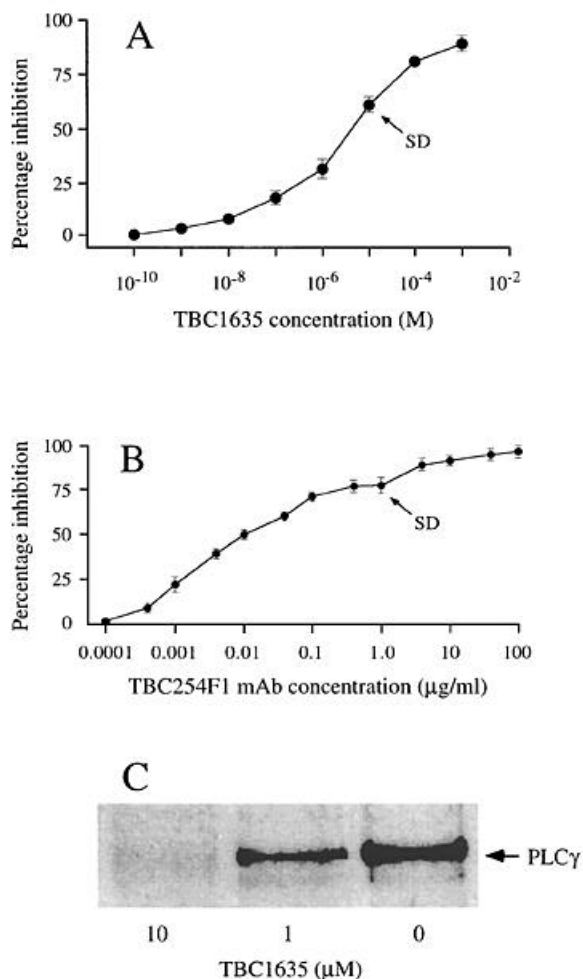 A
Percentage inhibition
100
75
50
25
0
SD
10-10
10-8
10-6
10-4
10-2
TBC1635 concentration (M)
B
Percentage inhibition
100
75
50
25
0
SD
0.0001 0.001 0.01 0.1 1.0 10 100
TBC254F1 mAb concentration (µg/ml)
C
PLCγ
10 1 0
TBC1635 (µM)